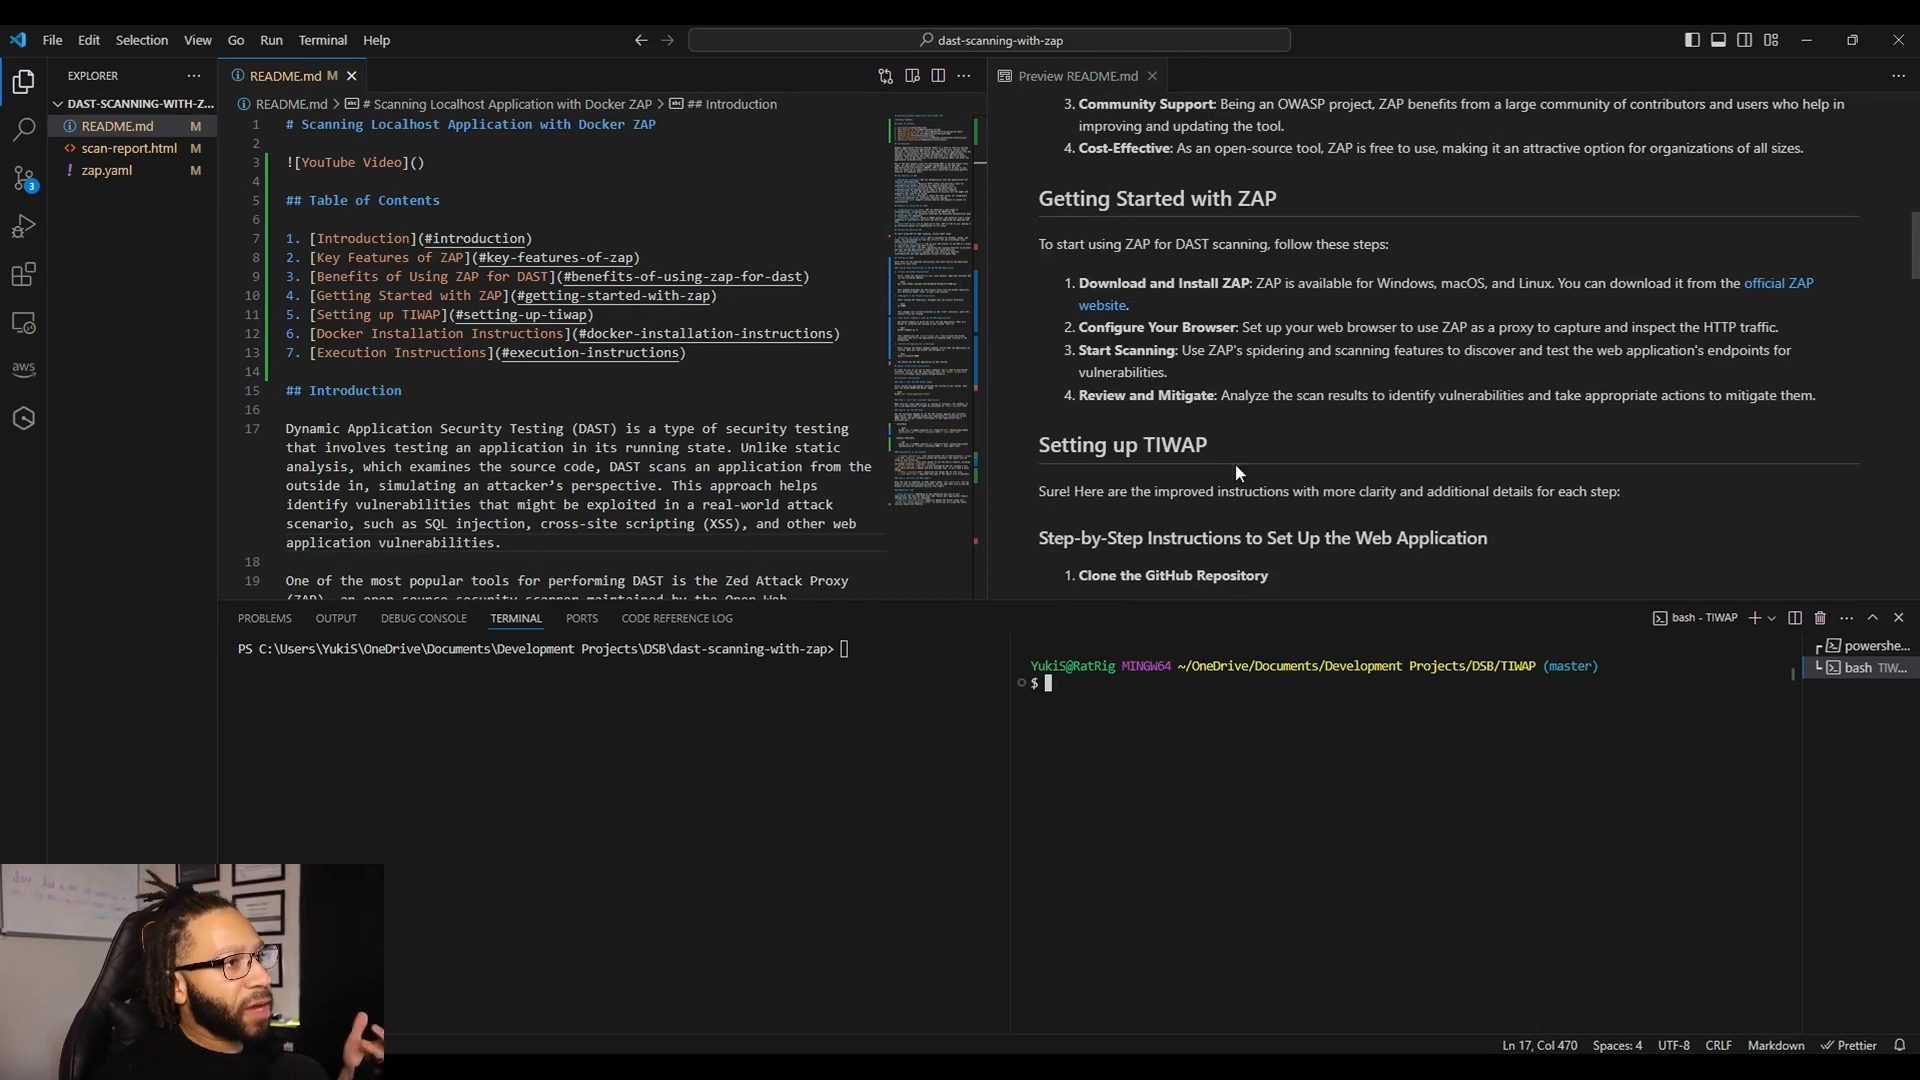 File Edit Selection View Go Run Terminal Help
dast-scanning-with-zap
EXPLORER
DAST-SCANNING-WITH-Z...
README.md M
scan-report.html M
zap.yaml M
3
aws
README.md M
README.md > # Scanning Localhost Application with Docker ZAP > ## Introduction
1 # Scanning Localhost Application with Docker ZAP
2
3 ![YouTube Video]()
4
5 ## Table of Contents
6
7 1. [Introduction](#introduction)
8 2. [Key Features of ZAP](#key-features-of-zap)
9 3. [Benefits of Using ZAP for DAST](#benefits-of-using-zap-for-dast)
10 4. [Getting Started with ZAP](#getting-started-with-zap)
11 5. [Setting up TIWAP](#setting-up-tiwap)
12 6. [Docker Installation Instructions](#docker-installation-instructions)
13 7. [Execution Instructions](#execution-instructions)
14
15 ## Introduction
16
17 Dynamic Application Security Testing (DAST) is a type of security testing
that involves testing an application in its running state. Unlike static
analysis, which examines the source code, DAST scans an application from the
outside in, simulating an attacker’s perspective. This approach helps
identify vulnerabilities that might be exploited in a real-world attack
scenario, such as SQL injection, cross-site scripting (XSS), and other web
application vulnerabilities.
18
19 One of the most popular tools for performing DAST is the Zed Attack Proxy
(ZAP), an open-source security scanner maintained by the Open Web
Preview README.md
3. Community Support: Being an OWASP project, ZAP benefits from a large community of contributors and users who help in
improving and updating the tool.
4. Cost-Effective: As an open-source tool, ZAP is free to use, making it an attractive option for organizations of all sizes.
Getting Started with ZAP
To start using ZAP for DAST scanning, follow these steps:
1. Download and Install ZAP: ZAP is available for Windows, macOS, and Linux. You can download it from the official ZAP
website.
2. Configure Your Browser: Set up your web browser to use ZAP as a proxy to capture and inspect the HTTP traffic.
3. Start Scanning: Use ZAP's spidering and scanning features to discover and test the web application's endpoints for
vulnerabilities.
4. Review and Mitigate: Analyze the scan results to identify vulnerabilities and take appropriate actions to mitigate them.
Setting up TIWAP
Sure! Here are the improved instructions with more clarity and additional details for each step:
Step-by-Step Instructions to Set Up the Web Application
1. Clone the GitHub Repository
PROBLEMS OUTPUT DEBUG CONSOLE TERMINAL PORTS CODE REFERENCE LOG
bash - TIWAP
PS C:\Users\YukiS\OneDrive\Documents\Development Projects\DSB\dast-scanning-with-zap>
YukiS@RatRig MINGW64 ~/OneDrive/Documents/Development Projects/DSB/TIWAP (master)
$
powershe...
bash TIW...
Ln 17, Col 470 Spaces: 4 UTF-8 CRLF Markdown Prettier